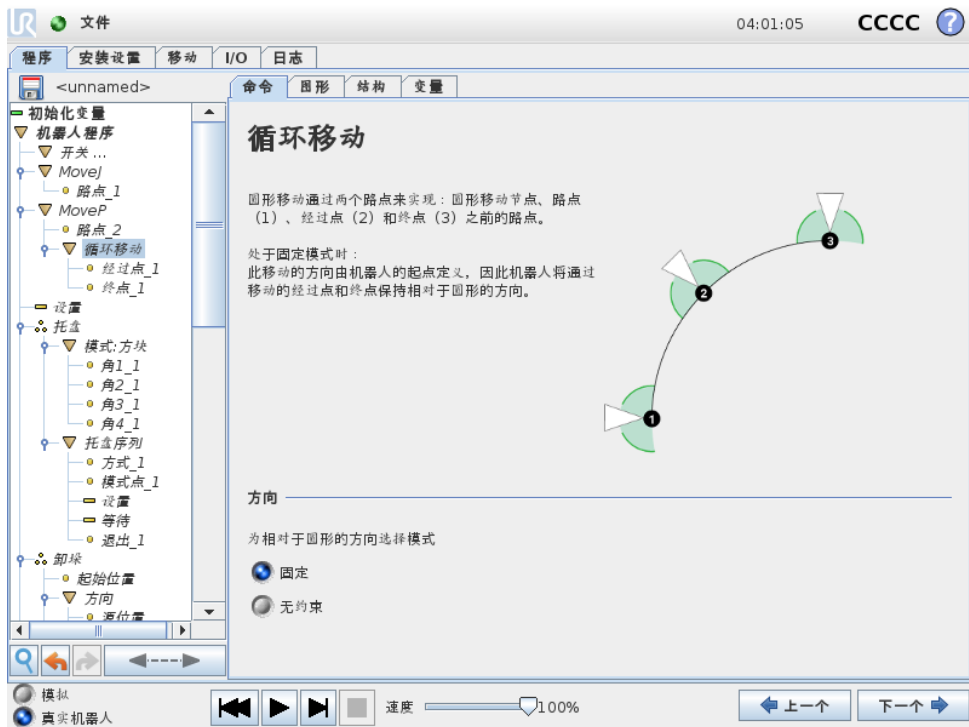 UR 文件 04:01:05 CCCC ?
程序 安装设置 移动 I/O 日志
<unnamed>
命令 图形 结构 变量
初始化变量
机器人程序
开关 ...
MoveJ
路点_1
MoveP
路点_2
循环移动
经过点_1
终点_1
设置
托盘
模式:方块
角1_1
角2_1
角3_1
角4_1
托盘序列
方式_1
模式点_1
设置
等待
退出_1
卸垛
起始位置
方向
源位置
循环移动
圆形移动通过两个路点来实现：圆形移动节点、路点
（1）、经过点（2）和终点（3）之前的路点。
处于固定模式时：
此移动的方向由机器人的起点定义，因此机器人将通过
移动的经过点和终点保持相对于圆形的方向。
3
2
1
方向
为相对于圆形的方向选择模式
固定
无约束
模拟
真实机器人
速度 100%
上一个 下一个